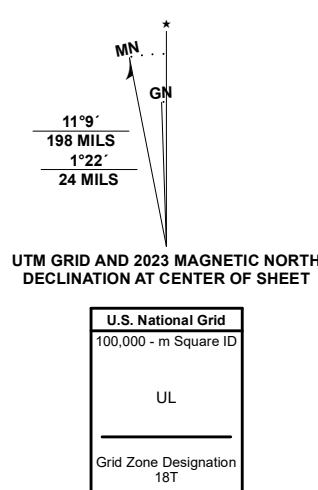 MN
GN
11°9´
198 MILS
1°22´
24 MILS
UTM GRID AND 2023 MAGNETIC NORTH
DECLINATION AT CENTER OF SHEET
U.S. National Grid
100,000 - m Square ID
UL
Grid Zone Designation
18T